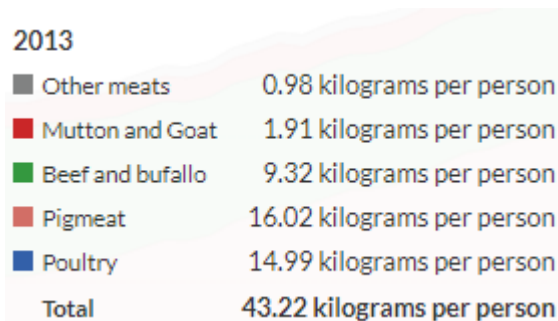 2013
Other meats 0.98 kilograms per person
Mutton and Goat 1.91 kilograms per person
Beef and bufallo 9.32 kilograms per person
Pigmeat 16.02 kilograms per person
Poultry 14.99 kilograms per person
Total 43.22 kilograms per person